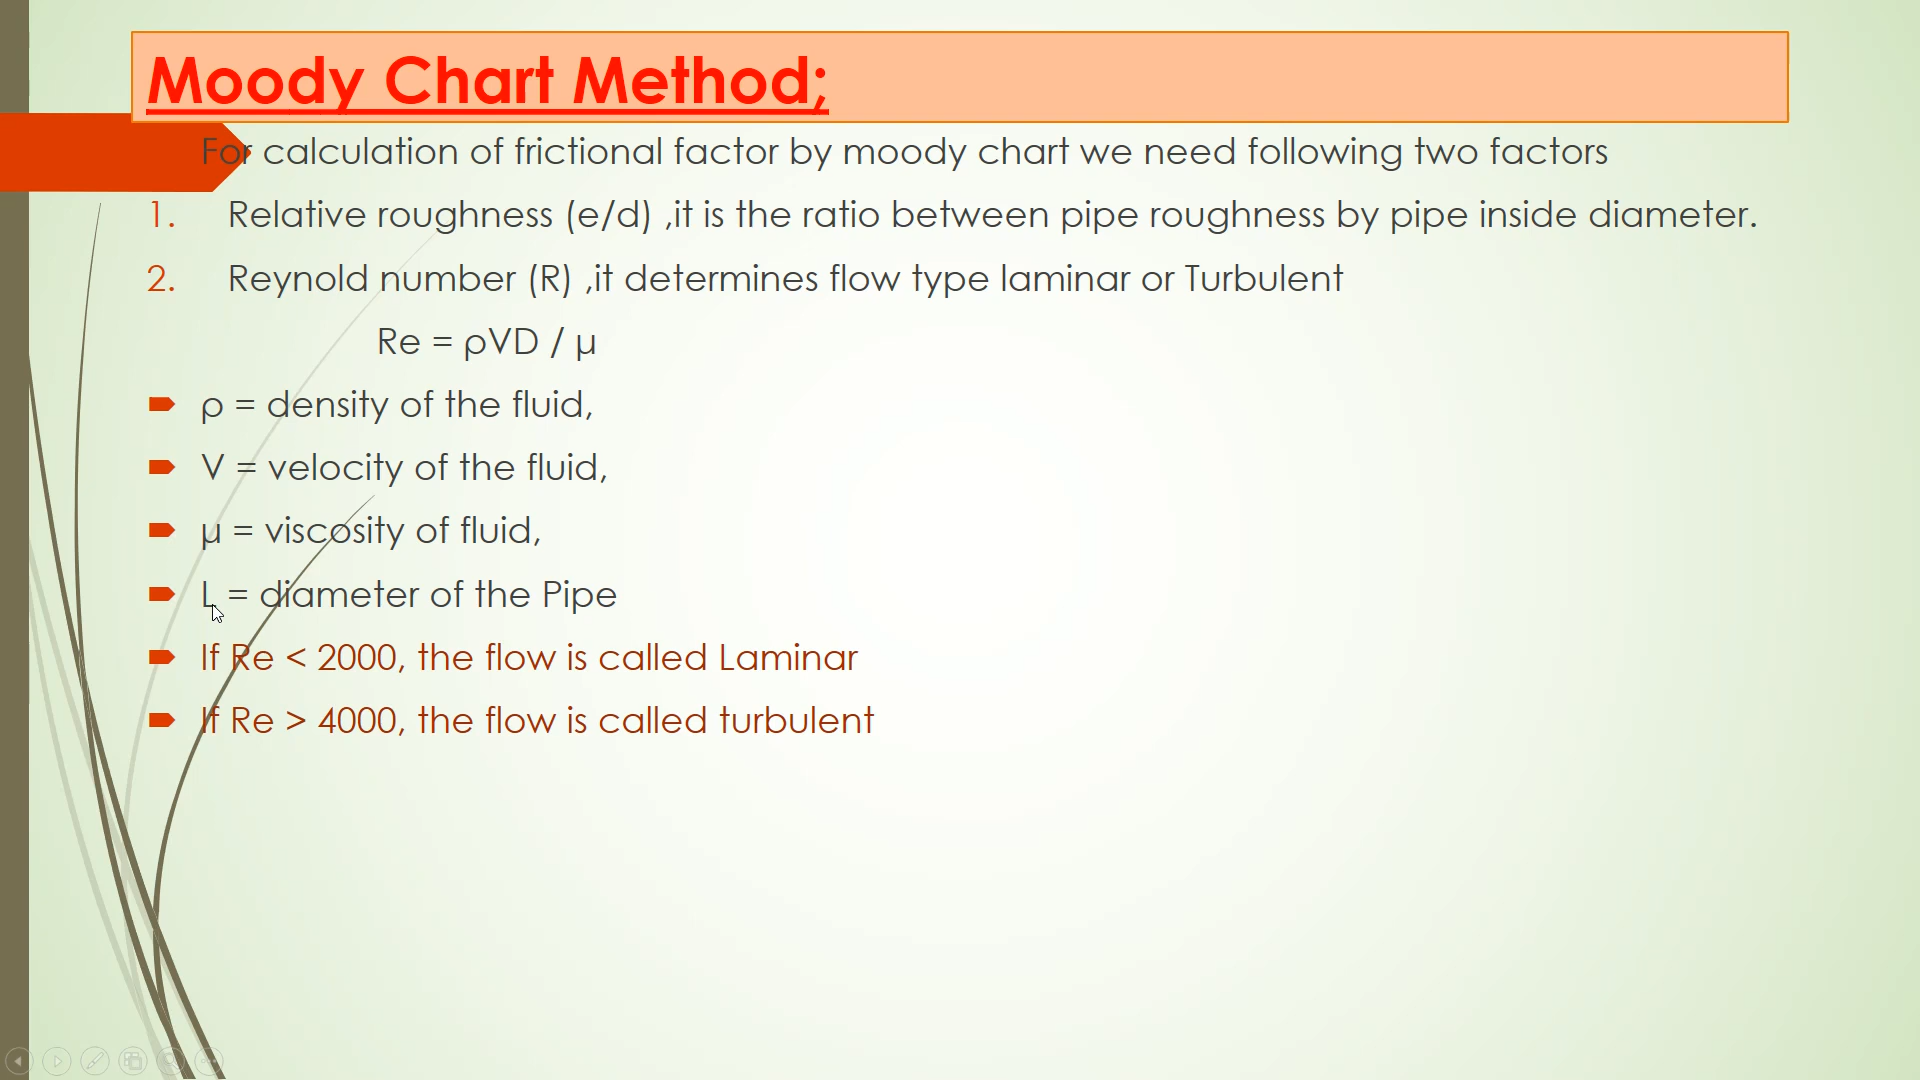 Moody Chart Method;
For calculation of frictional factor by moody chart we need following two factors
1. Relative roughness (e/d) ,it is the ratio between pipe roughness by pipe inside diameter.
2. Reynold number (R) ,it determines flow type laminar or Turbulent
Re = ρVD / μ
ρ = density of the fluid,
V = velocity of the fluid,
μ = viscosity of fluid,
L = diameter of the Pipe
If Re < 2000, the flow is called Laminar
If Re > 4000, the flow is called turbulent